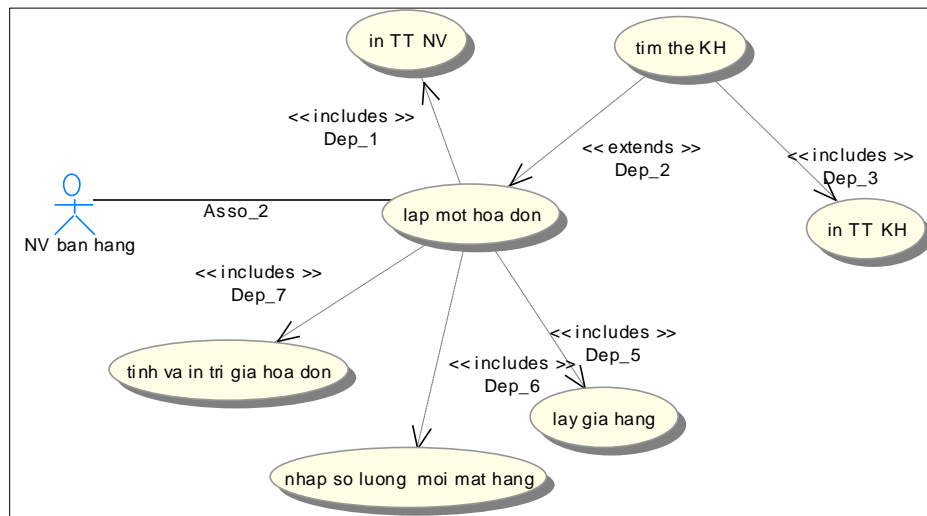 in TT NV
tim the KH
<< includes >>
Dep_1
<< extends >>
Dep_2
<< includes >>
Dep_3
Asso_2
NV ban hang
lap mot hoa don
in TT KH
<< includes >>
Dep_7
<< includes >>
Dep_5
<< includes >>
Dep_6
tinh va in tri gia hoa don
lay gia hang
nhap so luong moi mat hang